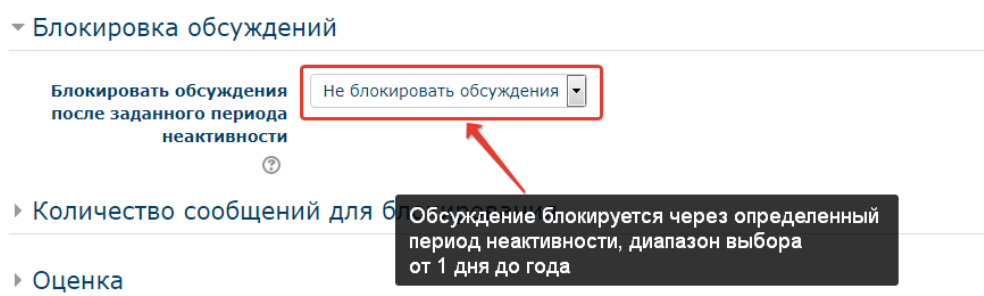 Блокировка обсуждений
Блокировать обсуждения
после заданного периода
неактивности
Не блокировать обсуждения
Количество сообщений для
Обсуждение блокируется через определенный
период неактивности, диапазон выбора
от 1 дня до года
Оценка